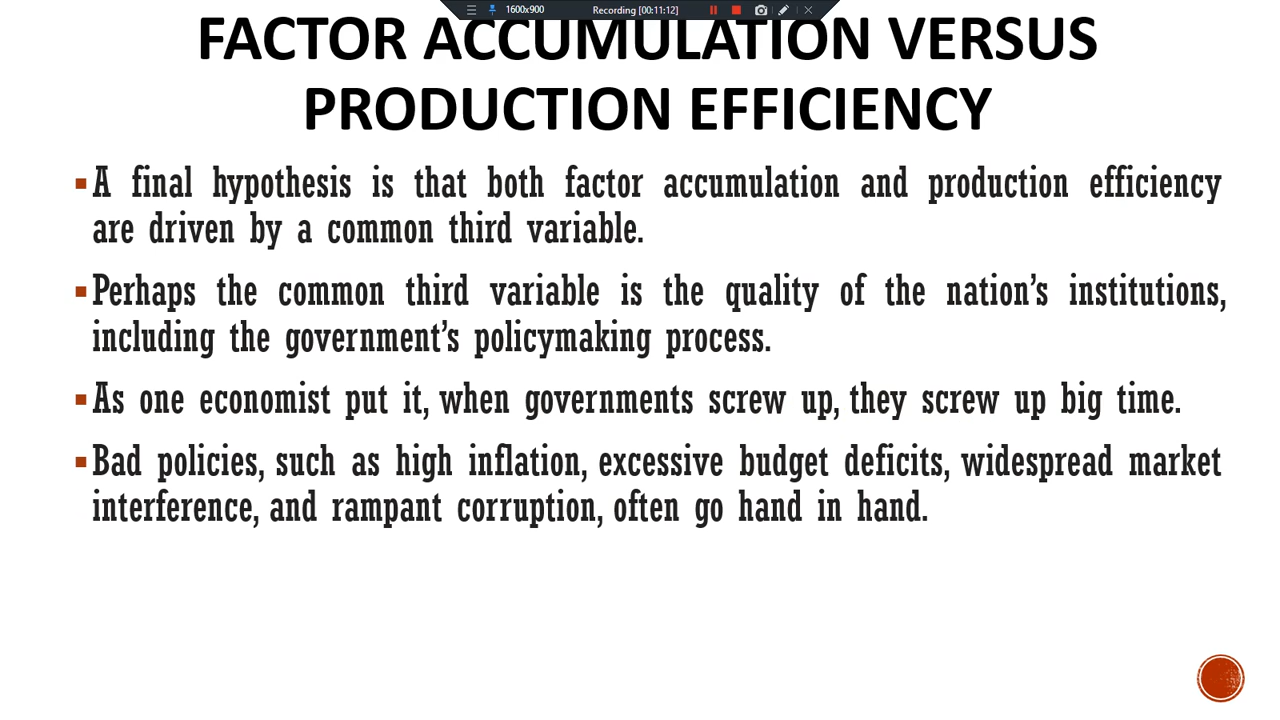 1600x900
Recording [00:11:12]
FACTOR ACCUMULATION VERSUS
PRODUCTION EFFICIENCY
▪A final hypothesis is that both factor accumulation and production efficiency
are driven by a common third variable.
▪Perhaps the common third variable is the quality of the nation’s institutions,
including the government’s policymaking process.
▪As one economist put it, when governments screw up, they screw up big time.
▪Bad policies, such as high inflation, excessive budget deficits, widespread market
interference, and rampant corruption, often go hand in hand.